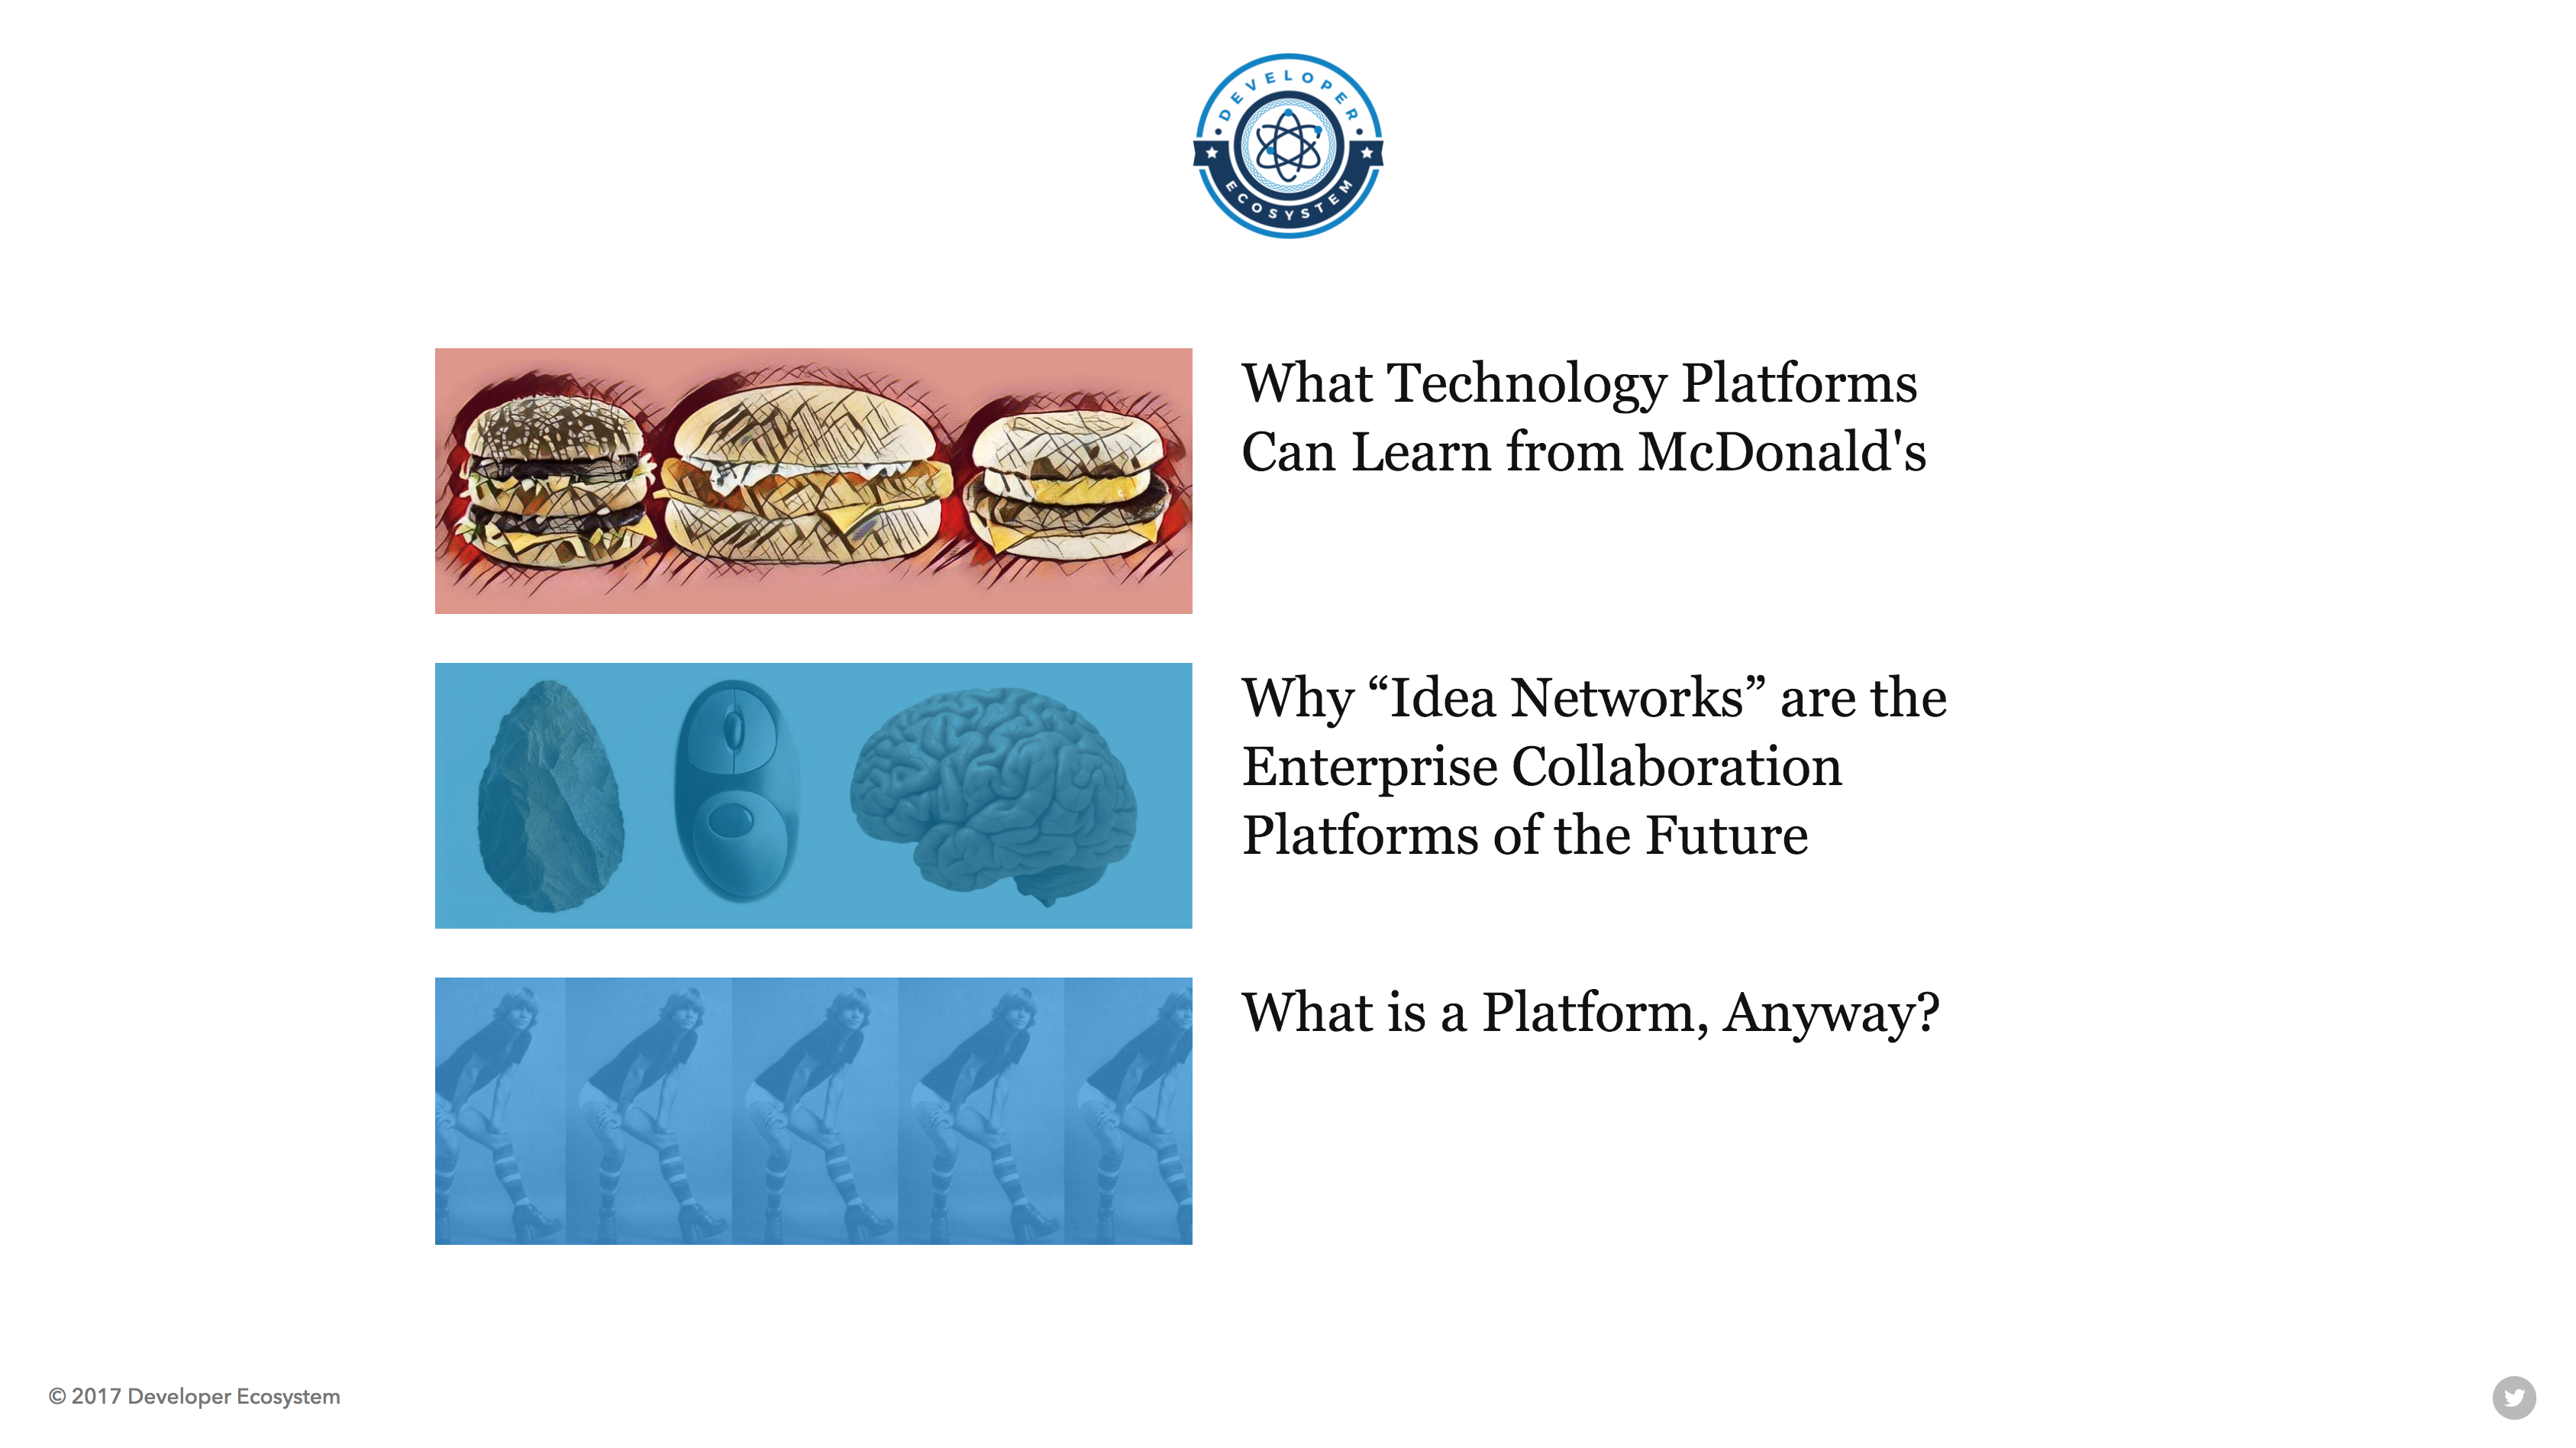 DEVELOPER
ECOSYSTEM
What Technology Platforms
Can Learn from McDonald's
Why “Idea Networks” are the
Enterprise Collaboration
Platforms of the Future
What is a Platform, Anyway?
© 2017 Developer Ecosystem